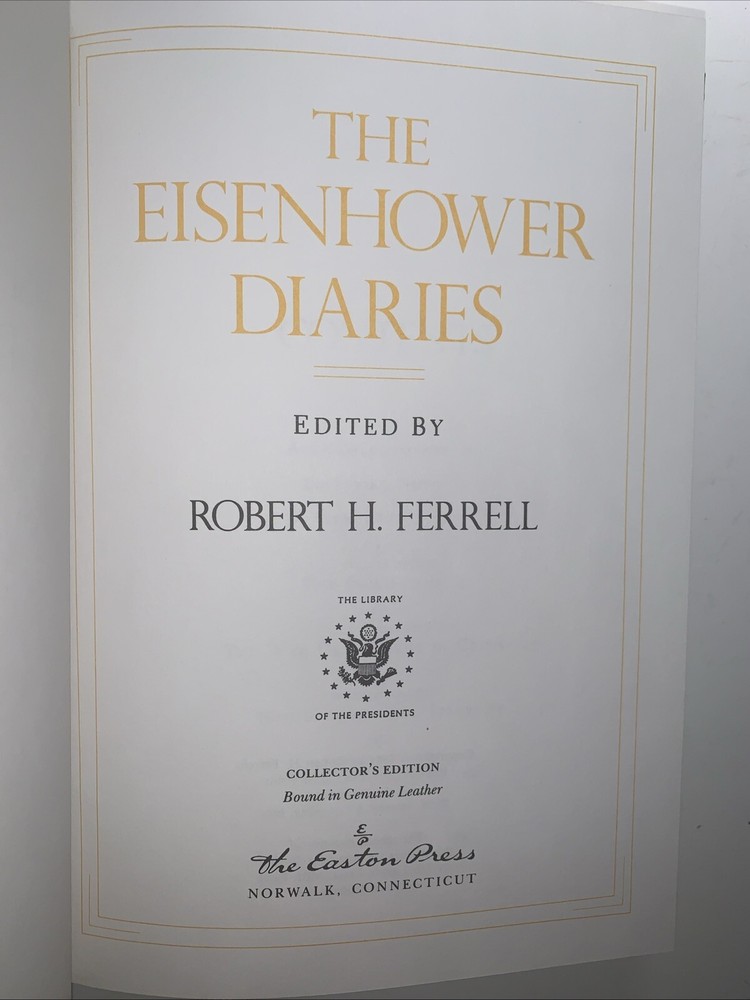 THE
EISENHOWER
DIARIES
EDITED BY
ROBERT H. FERRELL
THE LIBRARY
OF THE PRESIDENTS
COLLECTOR'S EDITION
Bound in Genuine Leather
E
P
The Easton Press
NORWALK, CONNECTICUT